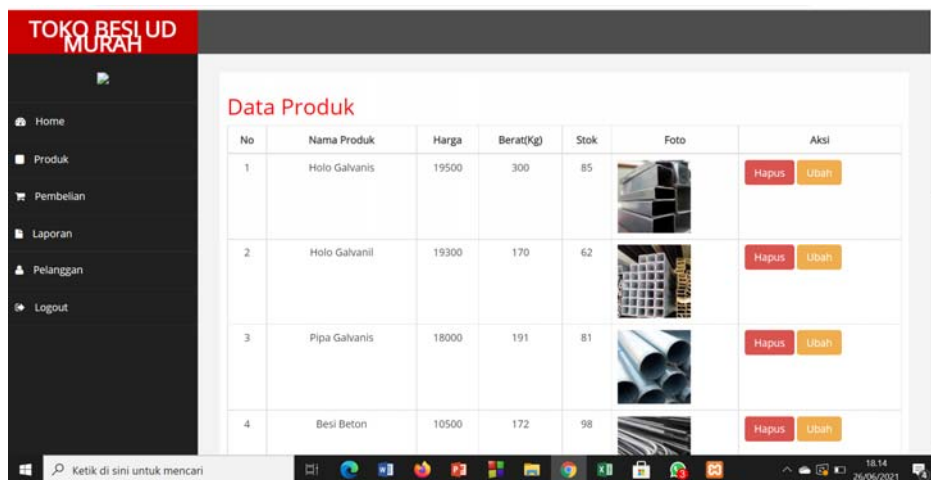 TOKO BESI UD
MURAH
Home
Produk
Pembelian
Laporan
Pelanggan
Logout
Data Produk
No Nama Produk Harga Berat(Kg) Stok Foto Aksi
1 Holo Galvanis 19500 300 85 Hapus Ubah
2 Holo Galvanil 19300 170 62 Hapus Ubah
3 Pipa Galvanis 18000 191 81 Hapus Ubah
4 Besi Beton 10500 172 98 Hapus Ubah
Ketik di sini untuk mencari
18.14
26/06/2021